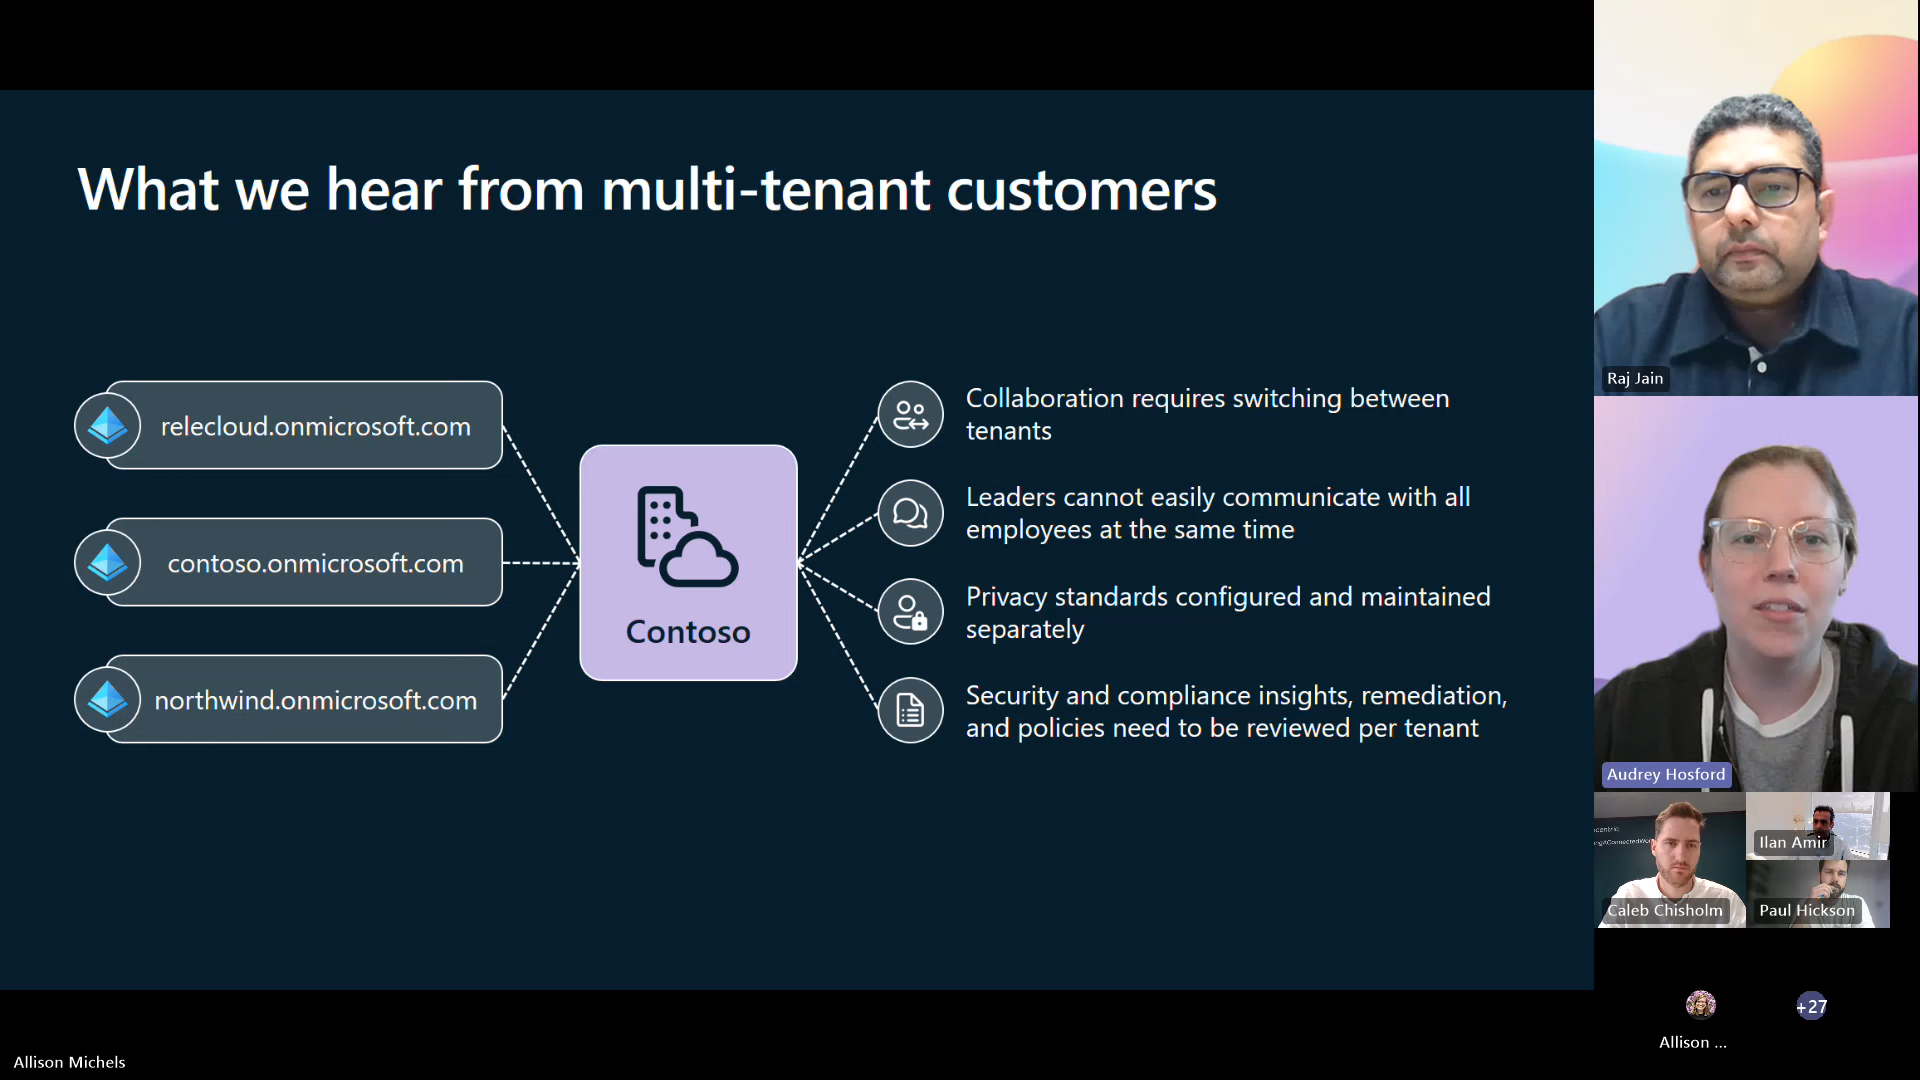 What we hear from multi-tenant customers
relecloud.onmicrosoft.com
contoso.onmicrosoft.com
northwind.onmicrosoft.com
Contoso
Collaboration requires switching between
tenants
Leaders cannot easily communicate with all
employees at the same time
Privacy standards configured and maintained
separately
Security and compliance insights, remediation,
and policies need to be reviewed per tenant
Raj Jain
Audrey Hosford
Caleb Chisholm
Ilan Amir
Paul Hickson
Allison ...
+27
Allison Michels